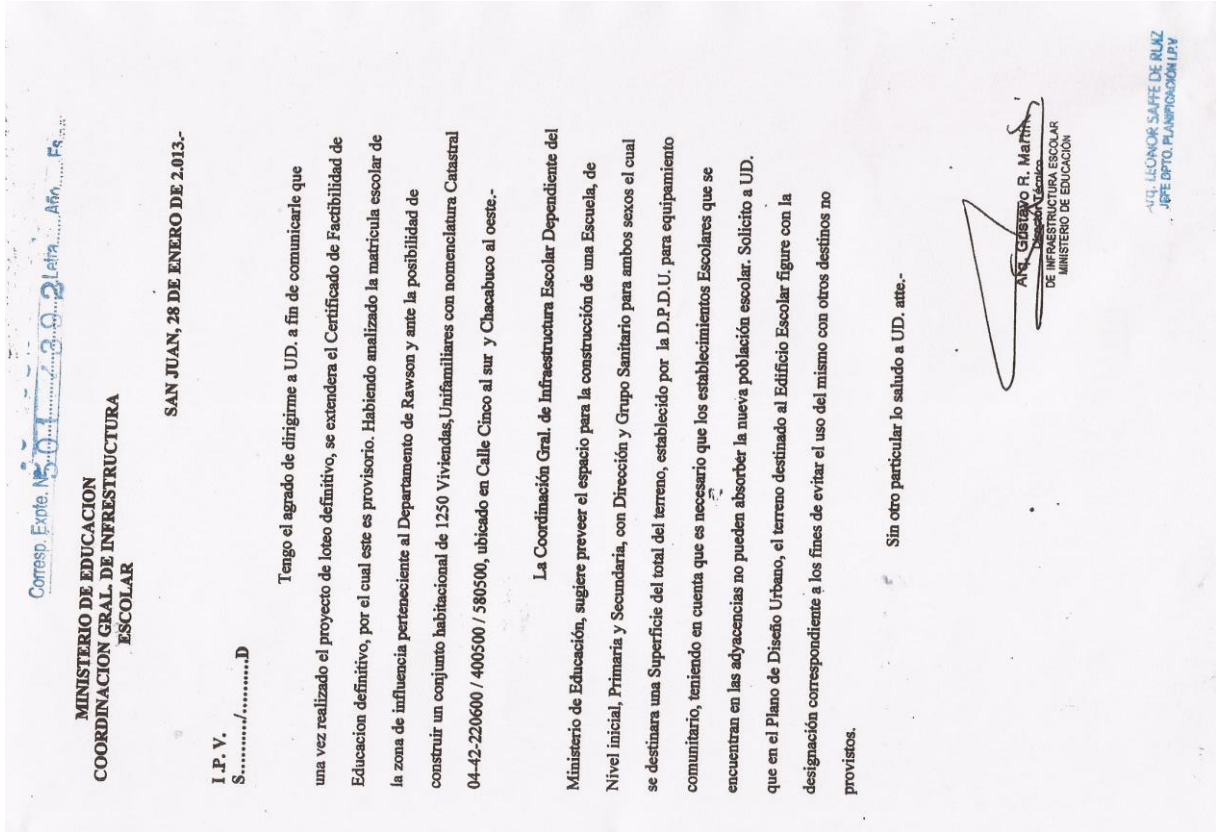 Corresp. Expte. Nº 501 / 302 Letra...... Año...... Fs......
MINISTERIO DE EDUCACION
COORDINACION GRAL. DE INFRESTRUCTURA
ESCOLAR
SAN JUAN, 28 DE ENERO DE 2.013.-
I .P. V.
S........../..........D
Tengo el agrado de dirigirme a UD. a fin de comunicarle que
una vez realizado el proyecto de loteo definitivo, se extendera el Certificado de Factibilidad de
Educacion definitivo, por el cual este es provisorio. Habiendo analizado la matrícula escolar de
la zona de influencia perteneciente al Departamento de Rawson y ante la posibilidad de
construir un conjunto habitacional de 1250 Viviendas,Unifamiliares con nomenclatura Catastral
04-42-220600 / 400500 / 580500, ubicado en Calle Cinco al sur y Chacabuco al oeste.-
La Coordinación Gral. de Infraestructura Escolar Dependiente del
Ministerio de Educación, sugiere preveer el espacio para la construcción de una Escuela, de
Nivel inicial, Primaria y Secundaria, con Dirección y Grupo Sanitario para ambos sexos el cual
se destinara una Superficie del total del terreno, establecido por la D.P.D.U. para equipamiento
comunitario, teniendo en cuenta que es necesario que los establecimientos Escolares que se
encuentran en las adyacencias no pueden absorber la nueva población escolar. Solicito a UD.
que en el Plano de Diseño Urbano, el terreno destinado al Edificio Escolar figure con la
designación correspondiente a los fines de evitar el uso del mismo con otros destinos no
provistos.
Sin otro particular lo saludo a UD. atte.-
Arq. Gustavo R. Martín
Director Técnico
DE INFRAESTRUCTURA ESCOLAR
MINISTERIO DE EDUCACIÓN
ARQ. LEONOR SAFFE DE RUIZ
JEFE DPTO. PLANIFICACIÓN I.P.V